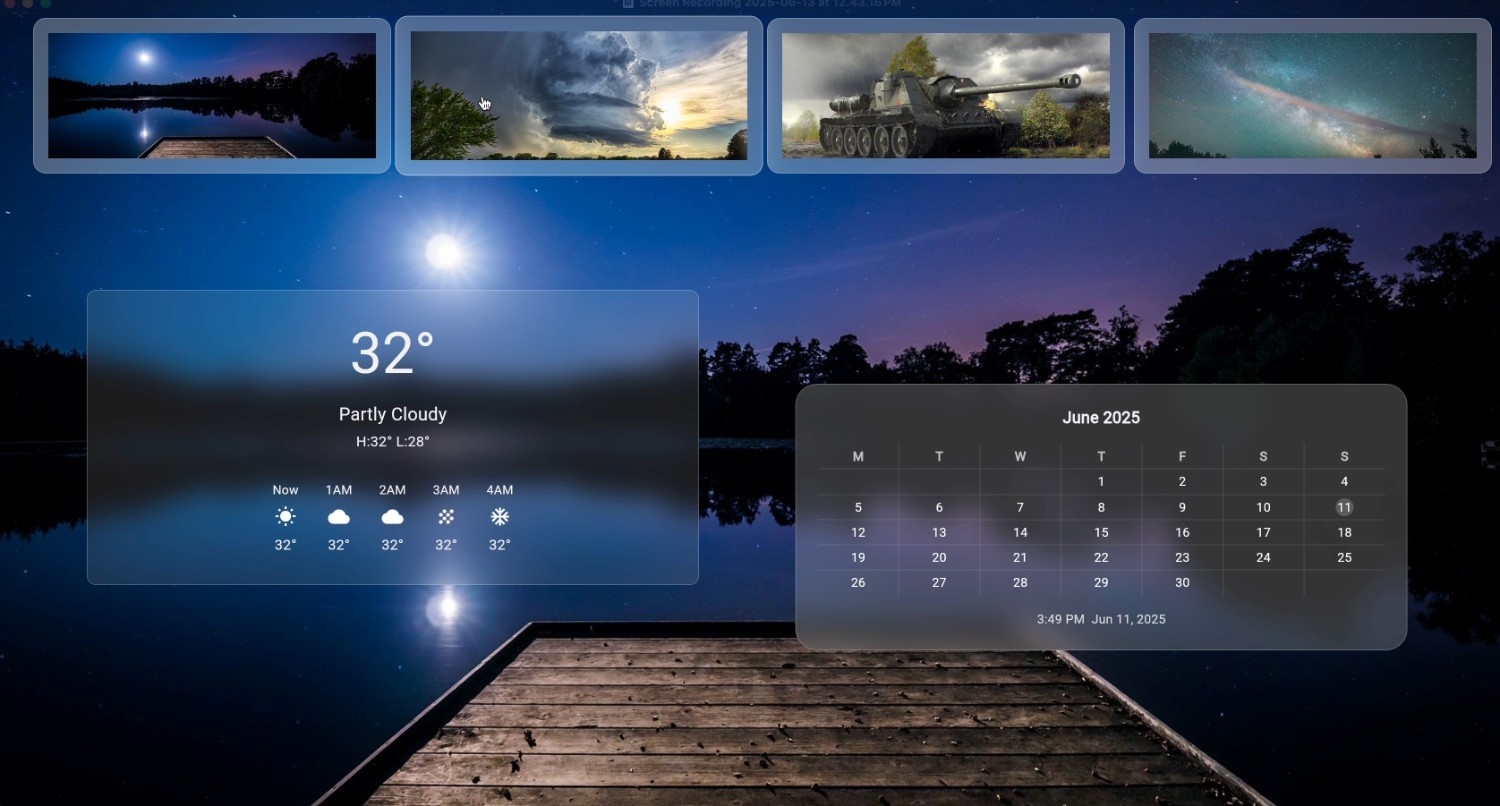 Screen Recording 2025-06-13 at 12.43.16 PM
32°
Partly Cloudy
H:32° L:28°
Now 1AM 2AM 3AM 4AM
32° 32° 32° 32° 32°
June 2025
M T W T F S S
1 2 3 4
5 6 7 8 9 10 11
12 13 14 15 16 17 18
19 20 21 22 23 24 25
26 27 28 29 30
3:49 PM Jun 11, 2025